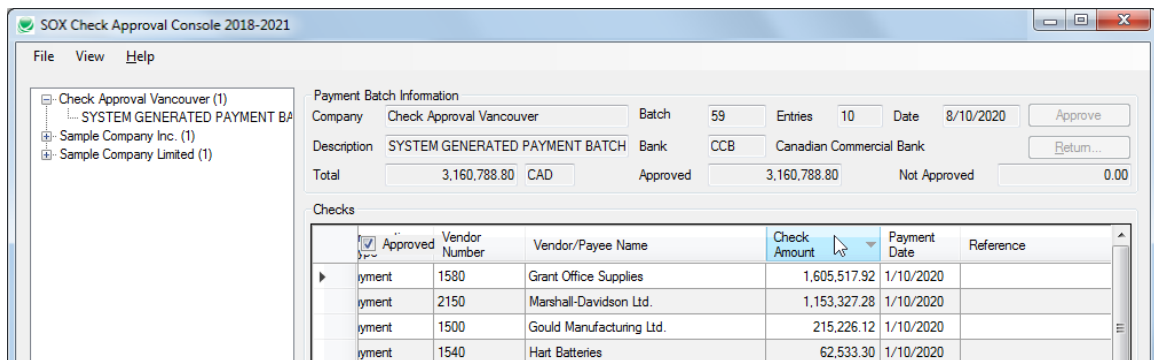 SOX Check Approval Console 2018-2021
File View Help
Check Approval Vancouver (1)
SYSTEM GENERATED PAYMENT BA
Sample Company Inc. (1)
Sample Company Limited (1)
Payment Batch Information
Company Check Approval Vancouver Batch 59 Entries 10 Date 8/10/2020 Approve
Description SYSTEM GENERATED PAYMENT BATCH Bank CCB Canadian Commercial Bank Return...
Total 3,160,788.80 CAD Approved 3,160,788.80 Not Approved 0.00
Checks
Approved Vendor Number Vendor/Payee Name Check Amount Payment Date Reference
yment 1580 Grant Office Supplies 1,605,517.92 1/10/2020
yment 2150 Marshall-Davidson Ltd. 1,153,327.28 1/10/2020
yment 1500 Gould Manufacturing Ltd. 215,226.12 1/10/2020
yment 1540 Hart Batteries 62,533.30 1/10/2020